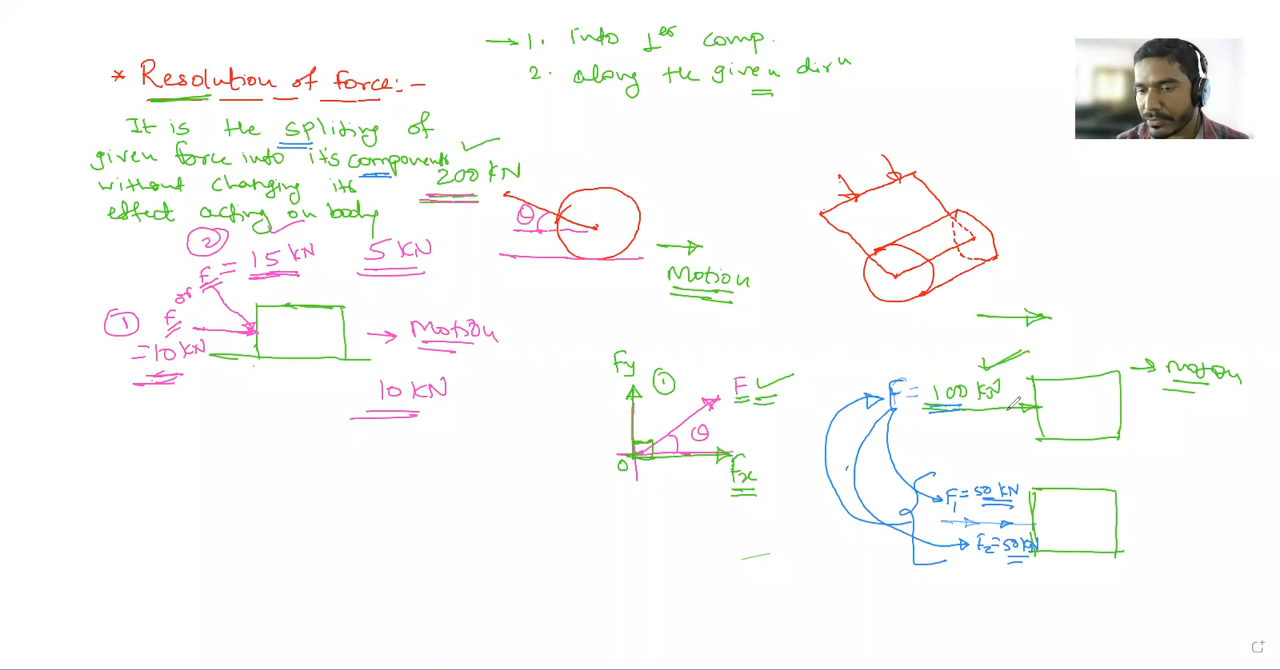 → 1. into ⊥er comp.
2. along the given dirn
* Resolution of force:-
It is the spliting of
given force into it's components
without changing its
effect acting on body
200 KN
θ
Motion
② F = 15 KN
5 KN
or
① F
= 10 KN
Motion
10 KN
Fy
①
F
θ
O
Fx
F = 100 KN
Motion
F1 = 50 KN
F2 = 50 KN